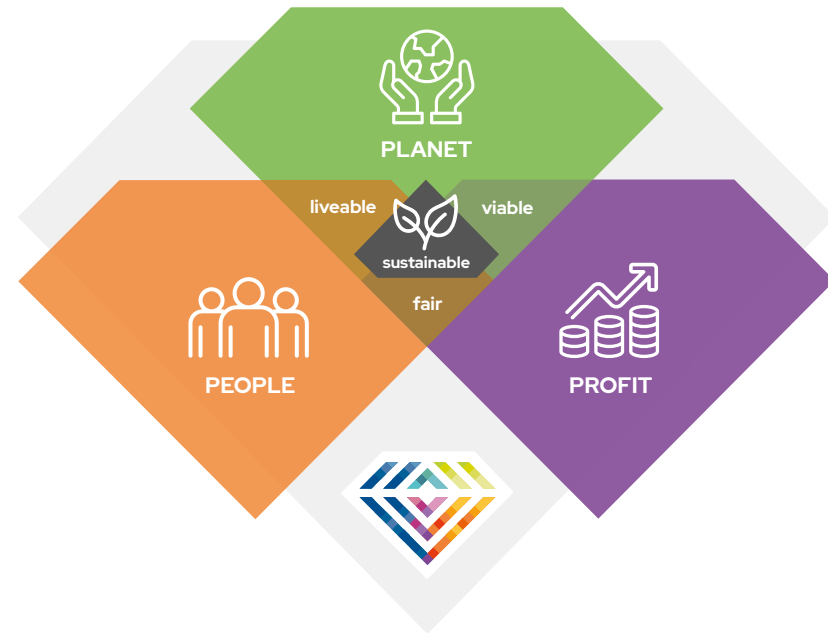 PLANET
liveable
viable
sustainable
fair
PEOPLE
PROFIT